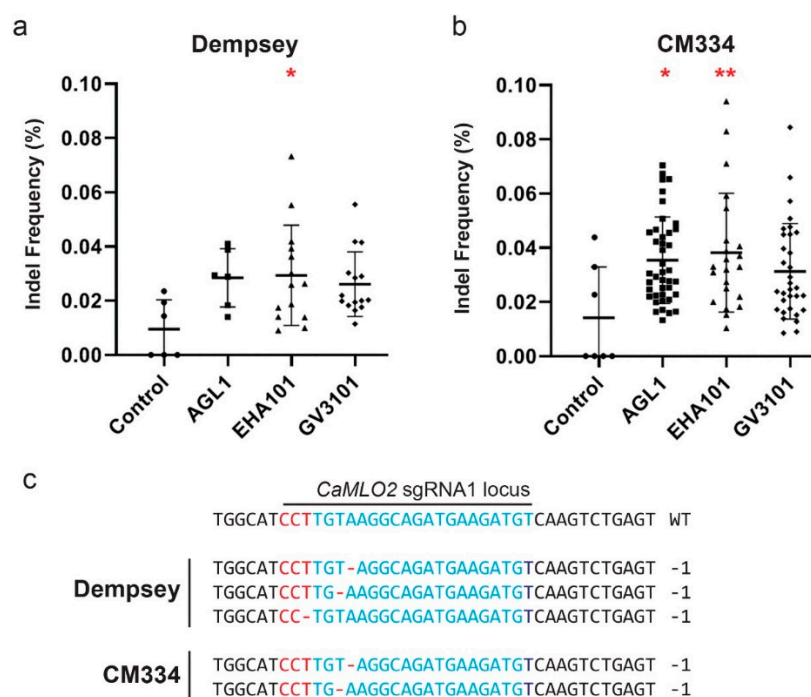 a
Dempsey
*
Indel Frequency (%)
0.10
0.08
0.06
0.04
0.02
0.00
Control
AGL1
EHA101
GV3101
b
CM334
* **
Indel Frequency (%)
0.10
0.08
0.06
0.04
0.02
0.00
Control
AGL1
EHA101
GV3101
c
CaMLO2 sgRNA1 locus
TGGCATCCTTGTAAGGCAGATGAAGATGTCAAGTCTGAGT WT
Dempsey
TGGCATCCTTGT-AGGCAGATGAAGATGTCAAGTCTGAGT -1
TGGCATCCTTG-AAGGCAGATGAAGATGTCAAGTCTGAGT -1
TGGCATCC-TGTAAGGCAGATGAAGATGTCAAGTCTGAGT -1
CM334
TGGCATCCTTGT-AGGCAGATGAAGATGTCAAGTCTGAGT -1
TGGCATCCTTG-AAGGCAGATGAAGATGTCAAGTCTGAGT -1